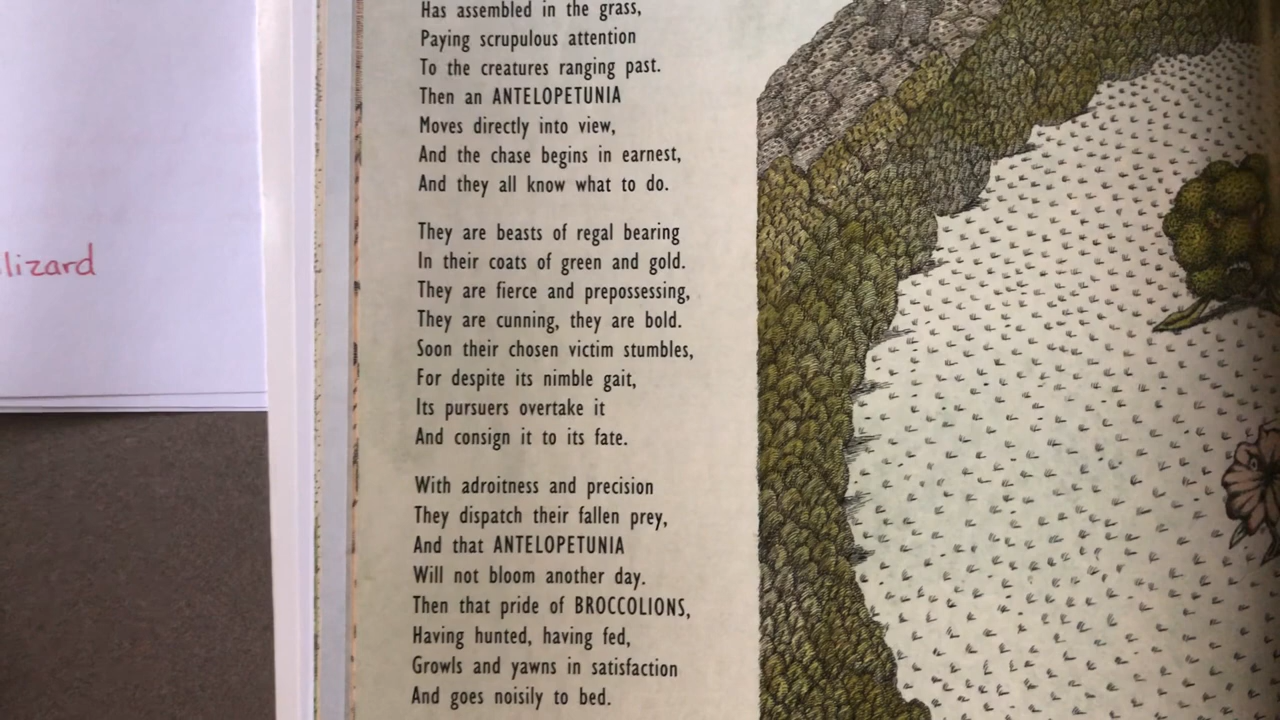 lizard
Has assembled in the grass,
Paying scrupulous attention
To the creatures ranging past.
Then an ANTELOPETUNIA
Moves directly into view,
And the chase begins in earnest,
And they all know what to do.
They are beasts of regal bearing
In their coats of green and gold.
They are fierce and prepossessing,
They are cunning, they are bold.
Soon their chosen victim stumbles,
For despite its nimble gait,
Its pursuers overtake it
And consign it to its fate.
With adroitness and precision
They dispatch their fallen prey,
And that ANTELOPETUNIA
Will not bloom another day.
Then that pride of BROCCOLIONS,
Having hunted, having fed,
Growls and yawns in satisfaction
And goes noisily to bed.